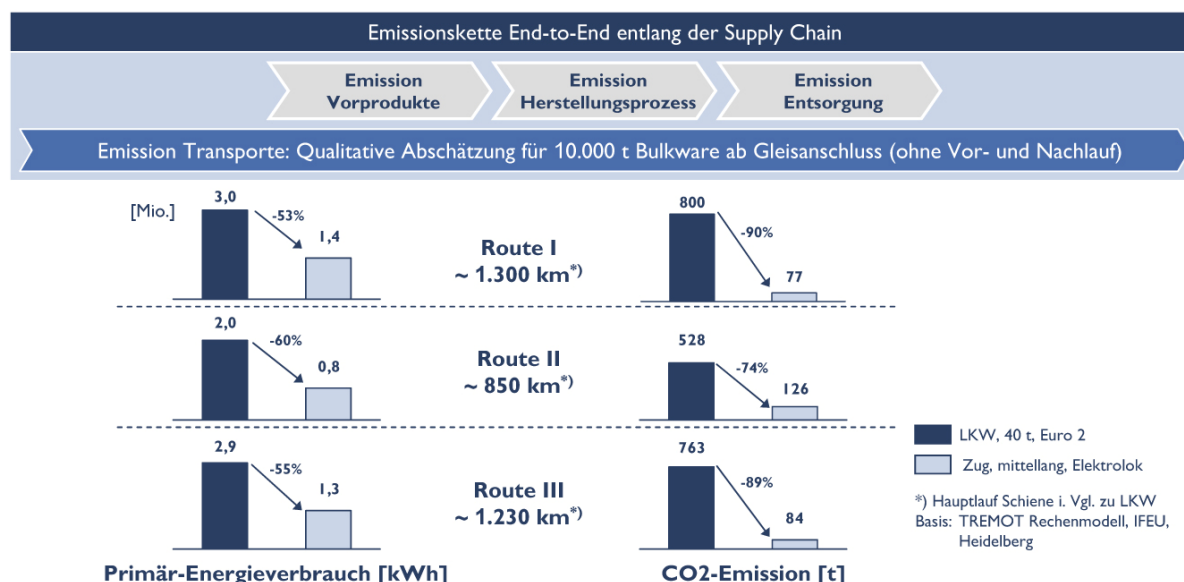 Emissionskette End-to-End entlang der Supply Chain
Emission
Vorprodukte
Emission
Herstellungsprozess
Emission
Entsorgung
Emission Transporte: Qualitative Abschätzung für 10.000 t Bulkware ab Gleisanschluss (ohne Vor- und Nachlauf)
[Mio.]
3,0
-53%
1,4
Route I
~ 1.300 km*)
800
-90%
77
2,0
-60%
0,8
Route II
~ 850 km*)
528
-74%
126
2,9
-55%
1,3
Route III
~ 1.230 km*)
763
-89%
84
Primär-Energieverbrauch [kWh]
CO2-Emission [t]
LKW, 40 t, Euro 2
Zug, mittellang, Elektrolok
*) Hauptlauf Schiene i. Vgl. zu LKW
Basis: TREMOT Rechenmodell, IFEU,
Heidelberg